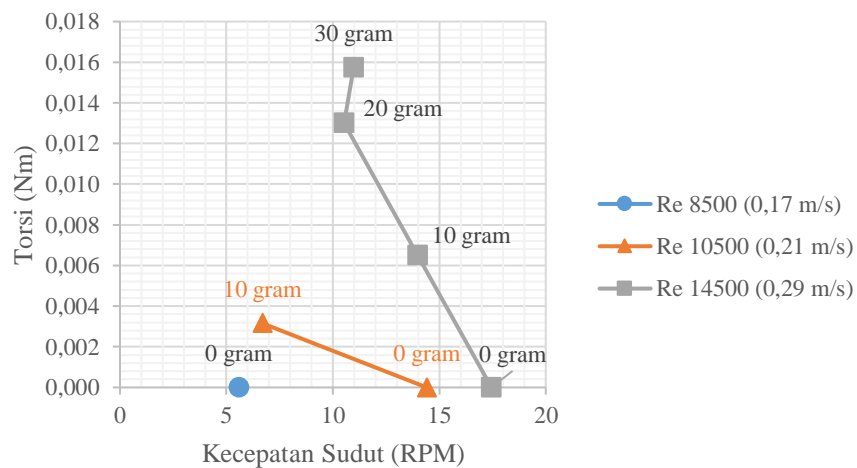 0,018
0,016
0,014
0,012
0,010
0,008
0,006
0,004
0,002
0,000
Torsi (Nm)
30 gram
20 gram
10 gram
10 gram
0 gram
0 gram
0 gram
0
5
10
15
20
Kecepatan Sudut (RPM)
Re 8500 (0,17 m/s)
Re 10500 (0,21 m/s)
Re 14500 (0,29 m/s)